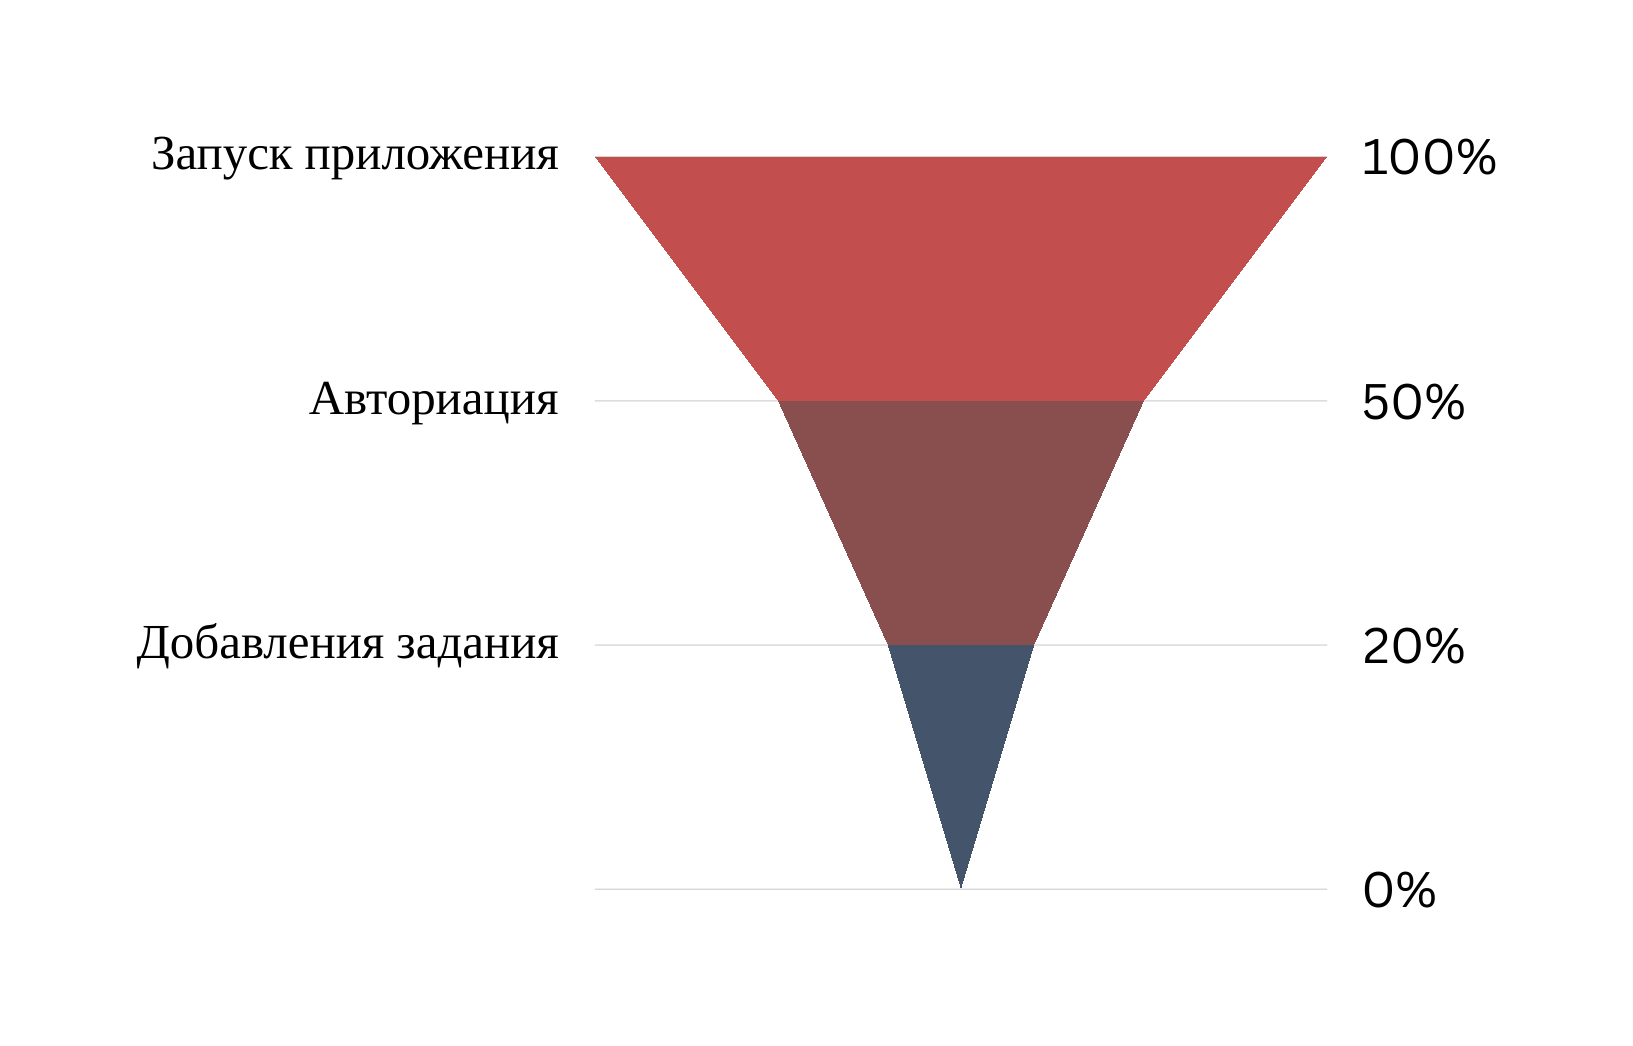 Запуск приложения 100%
Авториация 50%
Добавления задания 20%
0%